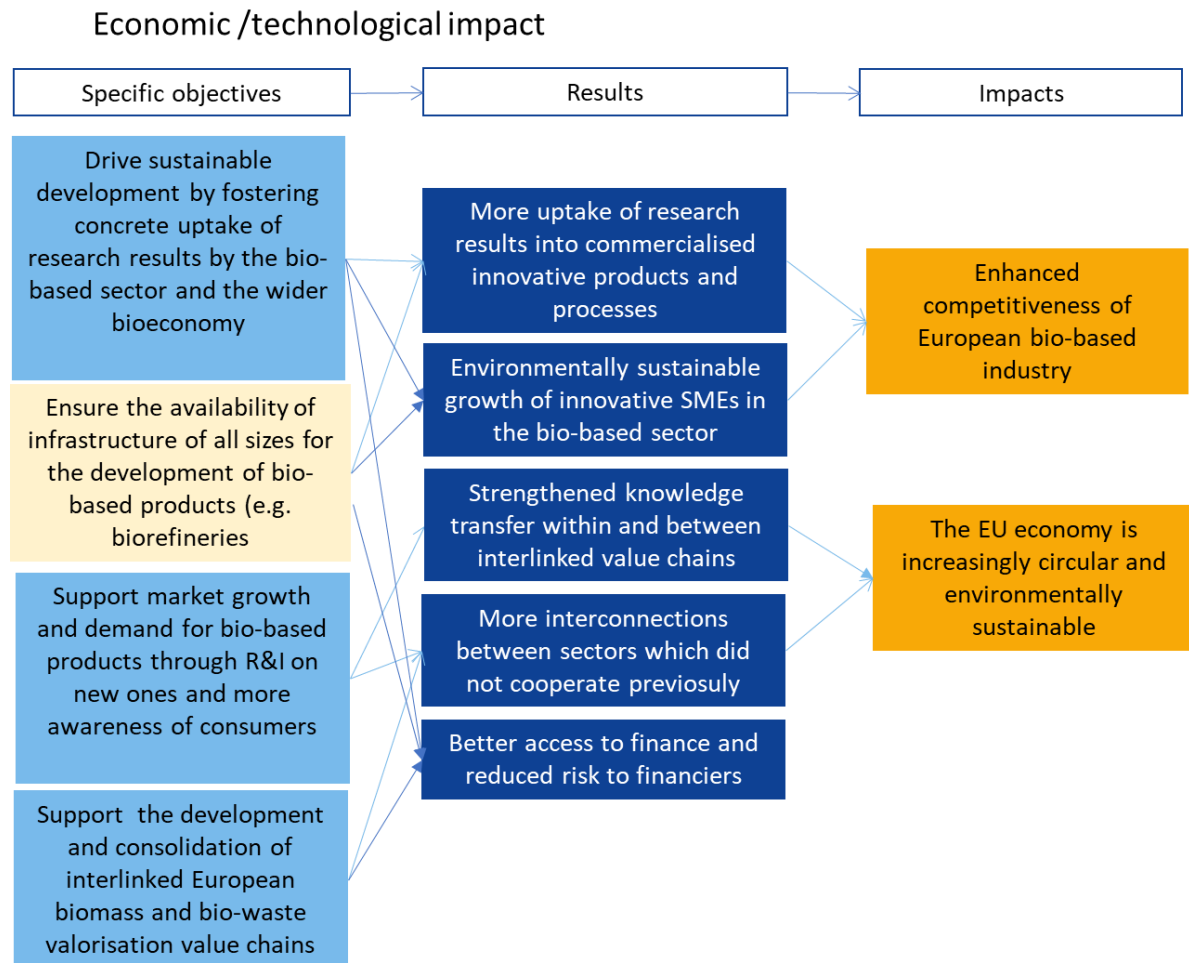 Economic /technological impact
Specific objectives
Results
Impacts
Drive sustainable
development by fostering
concrete uptake of
research results by the bio-
based sector and the wider
bioeconomy
Ensure the availability of
infrastructure of all sizes for
the development of bio-
based products (e.g.
biorefineries
Support market growth
and demand for bio-based
products through R&I on
new ones and more
awareness of consumers
Support  the development
and consolidation of
interlinked European
biomass and bio-waste
valorisation value chains
More uptake of research
results into commercialised
innovative products and
processes
Environmentally sustainable
growth of innovative SMEs in
the bio-based sector
Strengthened knowledge
transfer within and between
interlinked value chains
More interconnections
between sectors which did
not cooperate previosuly
Better access to finance and
reduced risk to financiers
Enhanced
competitiveness of
European bio-based
industry
The EU economy is
increasingly circular and
environmentally
sustainable